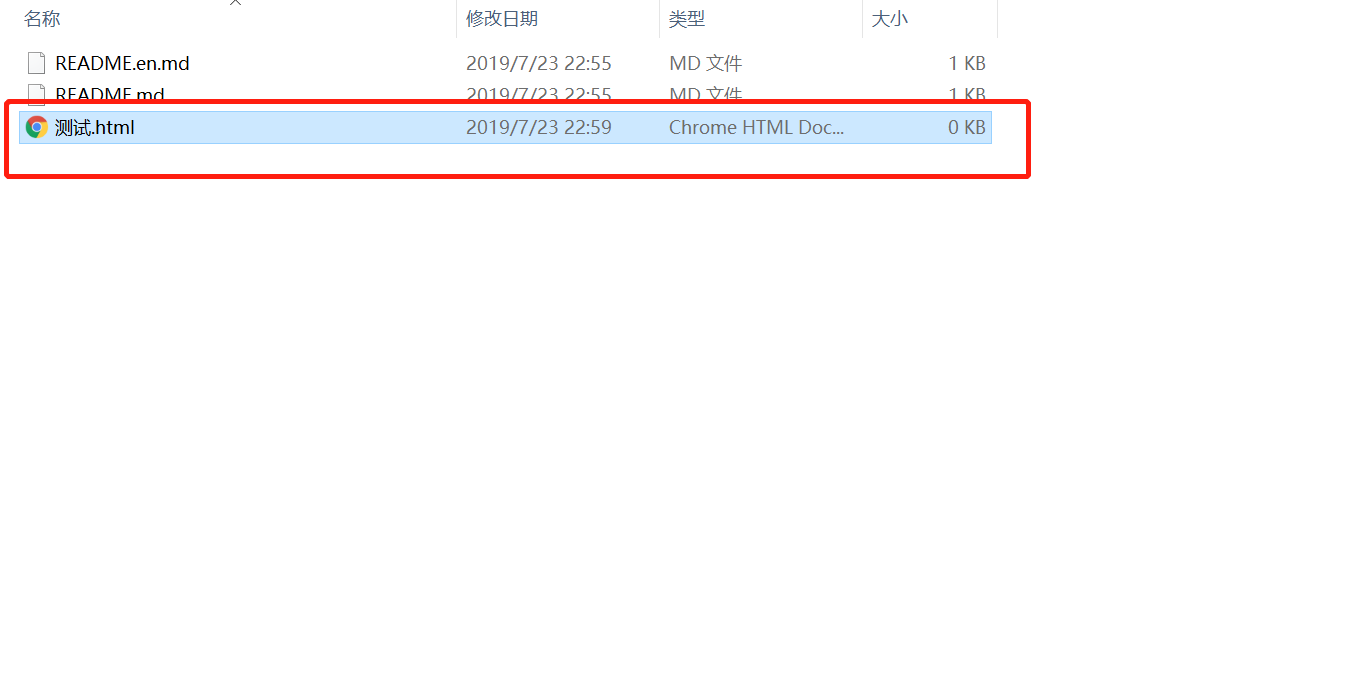 名称 修改日期 类型 大小
README.en.md 2019/7/23 22:55 MD 文件 1 KB
README.md 2019/7/23 22:55 MD 文件 1 KB
测试.html 2019/7/23 22:59 Chrome HTML Doc... 0 KB